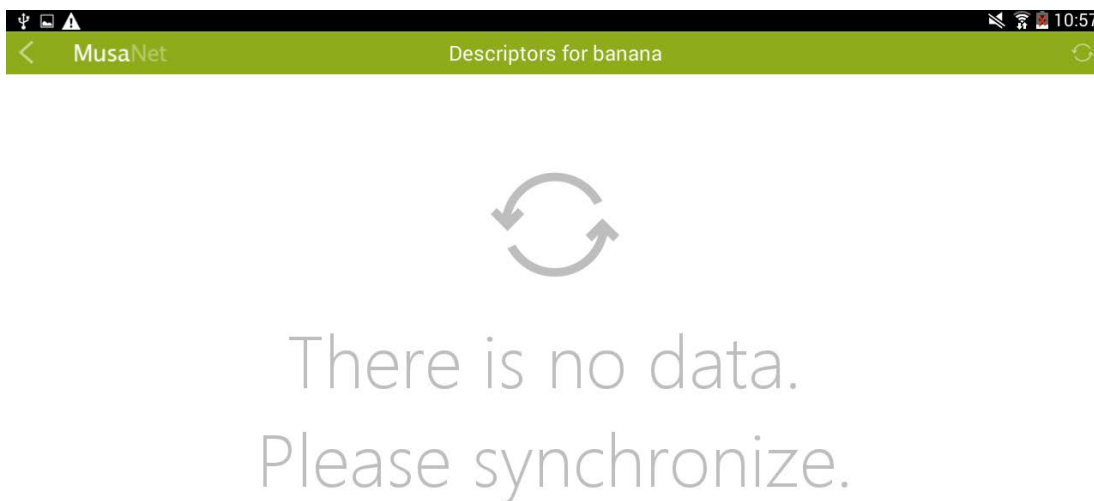 10:57
MusaNet Descriptors for banana
There is no data.
Please synchronize.